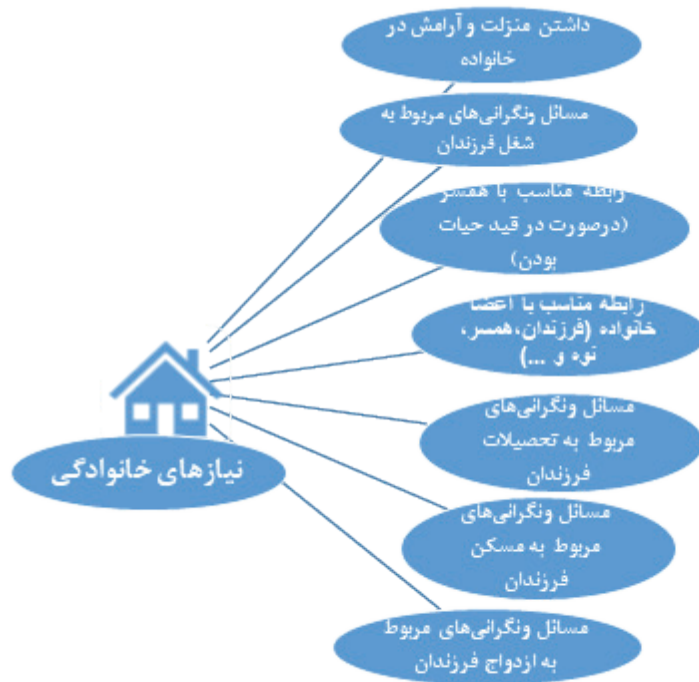 داشتن منزلت و آرامش در
خانواده
مسائل ونگرانی‌های مربوط به
شغل فرزندان
رابطه مناسب با همسر
(درصورت در قید حیات
بودن)
رابطه مناسب با اعضا
خانواده (فرزندان،همسر،
نوه و ...)
مسائل ونگرانی‌های
مربوط به تحصیلات
فرزندان
مسائل ونگرانی‌های
مربوط به مسکن
فرزندان
مسائل ونگرانی‌های مربوط
به ازدواج فرزندان
نیازهای خانوادگی